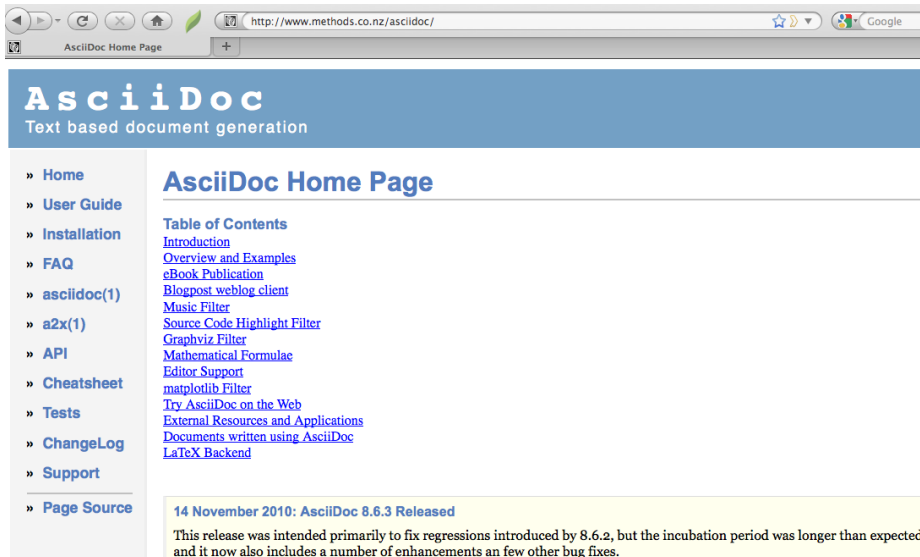 http://www.methods.co.nz/asciidoc/
Google
AsciiDoc Home Page
+
AsciiDoc
Text based document generation
» Home
» User Guide
» Installation
» FAQ
» asciidoc(1)
» a2x(1)
» API
» Cheatsheet
» Tests
» ChangeLog
» Support
» Page Source
AsciiDoc Home Page
Table of Contents
Introduction
Overview and Examples
eBook Publication
Blogpost weblog client
Music Filter
Source Code Highlight Filter
Graphviz Filter
Mathematical Formulae
Editor Support
matplotlib Filter
Try AsciiDoc on the Web
External Resources and Applications
Documents written using AsciiDoc
LaTeX Backend
14 November 2010: AsciiDoc 8.6.3 Released
This release was intended primarily to fix regressions introduced by 8.6.2, but the incubation period was longer than expected
and it now also includes a number of enhancements an few other bug fixes.